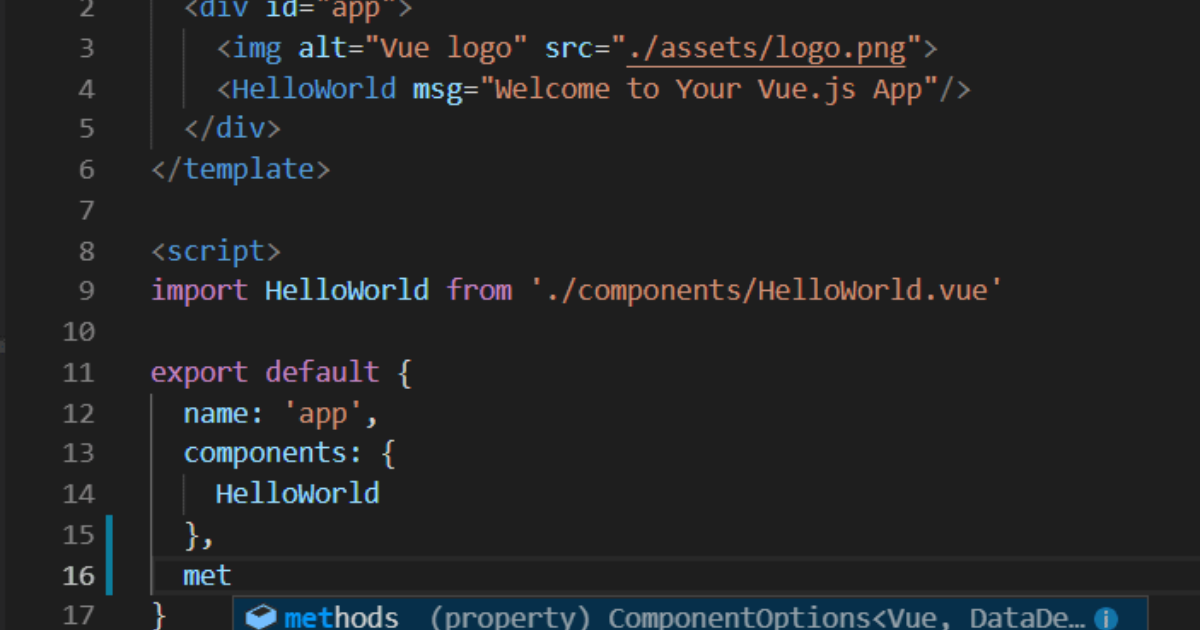 2 <div id="app">
3 <img alt="Vue logo" src="./assets/logo.png">
4 <HelloWorld msg="Welcome to Your Vue.js App"/>
5 </div>
6 </template>
7
8 <script>
9 import HelloWorld from './components/HelloWorld.vue'
10
11 export default {
12 name: 'app',
13 components: {
14 HelloWorld
15 },
16 met
17 }
methods (property) ComponentOptions<Vue, DataDe…